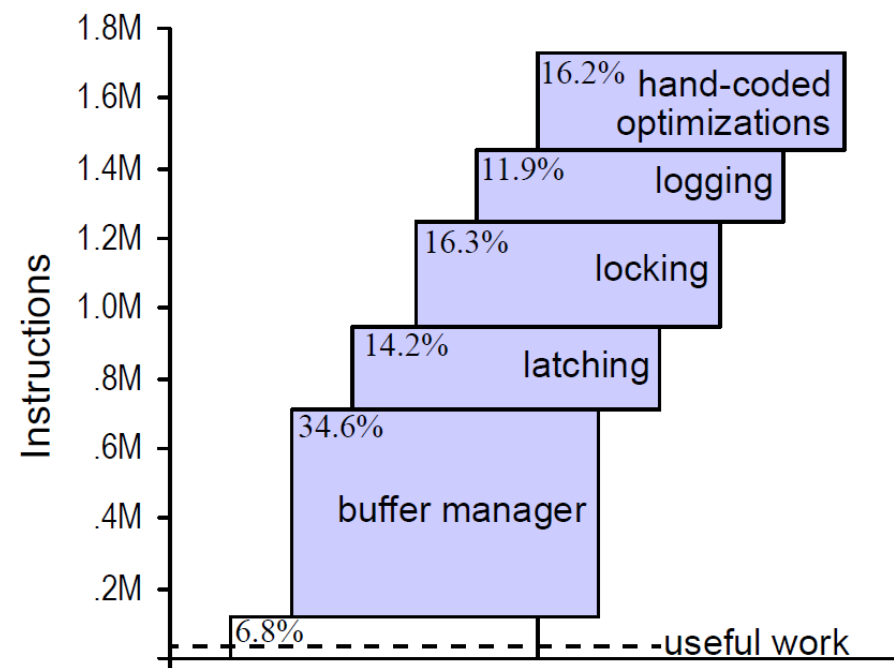 1.8M
1.6M
1.4M
1.2M
1.0M
.8M
.6M
.4M
.2M
Instructions
16.2%
hand-coded
optimizations
11.9%
logging
16.3%
locking
14.2%
latching
34.6%
buffer manager
6.8%
useful work